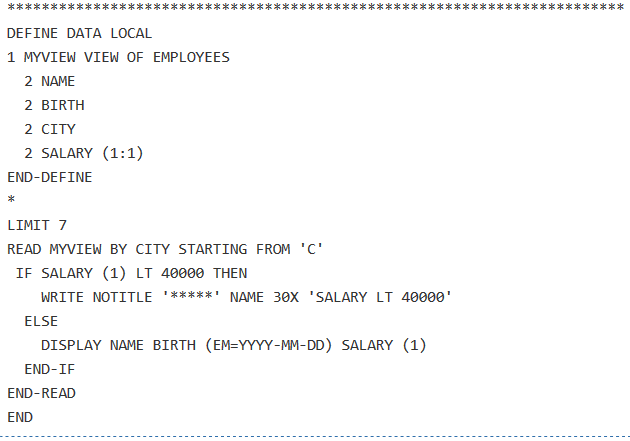 ************************************************************************
DEFINE DATA LOCAL
1 MYVIEW VIEW OF EMPLOYEES
  2 NAME
  2 BIRTH
  2 CITY
  2 SALARY (1:1)
END-DEFINE
*
LIMIT 7
READ MYVIEW BY CITY STARTING FROM 'C'
 IF SALARY (1) LT 40000 THEN
    WRITE NOTITLE '*****' NAME 30X 'SALARY LT 40000'
  ELSE
    DISPLAY NAME BIRTH (EM=YYYY-MM-DD) SALARY (1)
  END-IF
END-READ
END